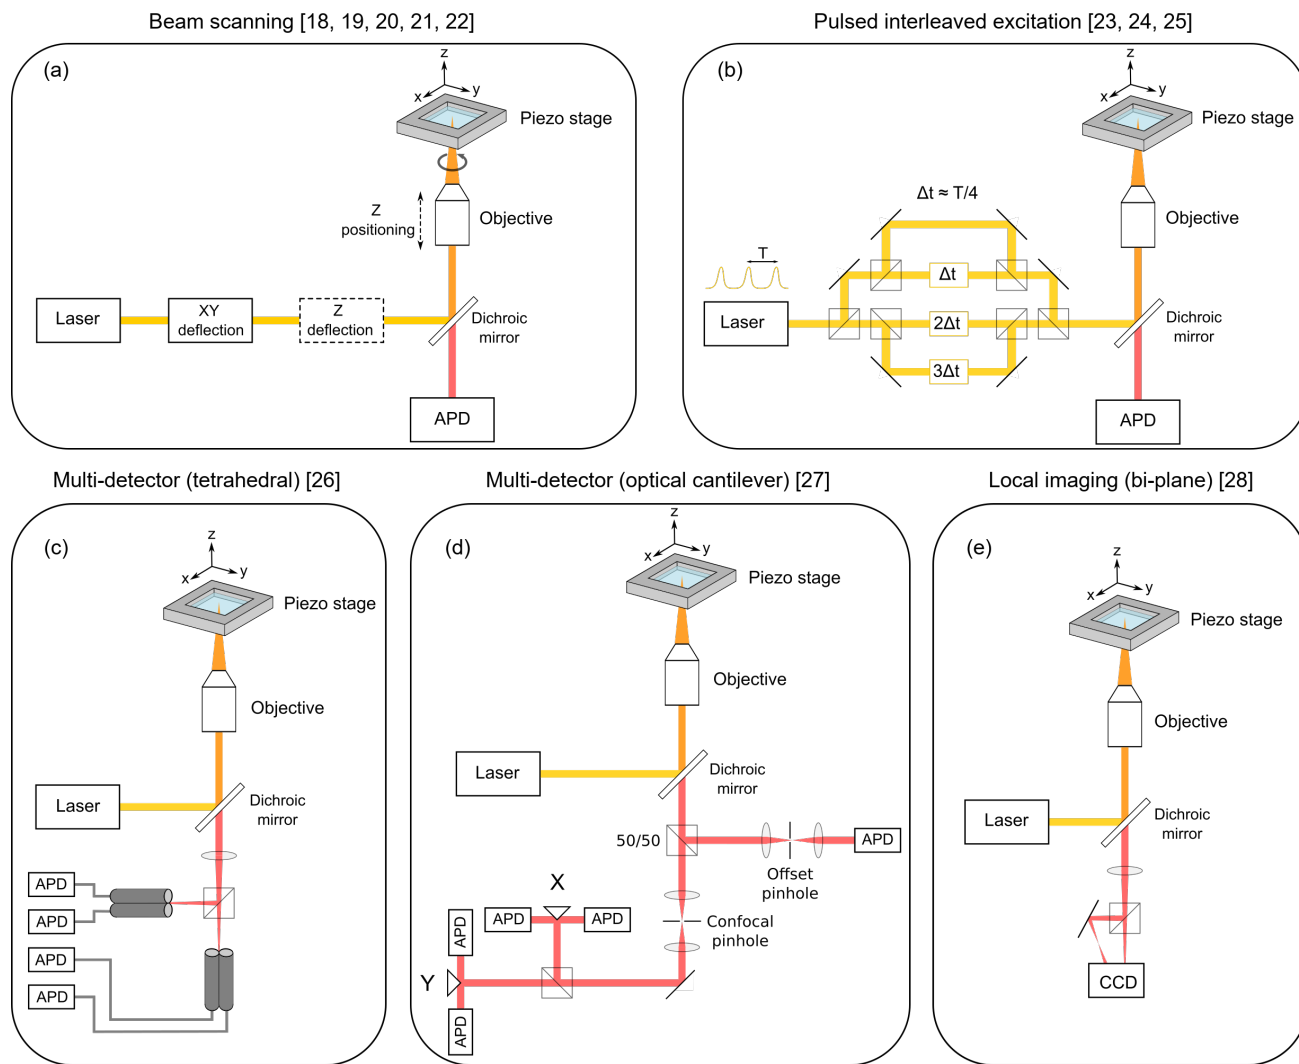 Beam scanning [18, 19, 20, 21, 22]
(a)
z
x
y
Piezo stage
Z
positioning
Objective
Laser
XY
deflection
Z
deflection
Dichroic
mirror
APD
Pulsed interleaved excitation [23, 24, 25]
(b)
z
x
y
Piezo stage
Δt ≈ T/4
Objective
T
Δt
Laser
2Δt
Dichroic
mirror
3Δt
APD
Multi-detector (tetrahedral) [26]
(c)
z
x
y
Piezo stage
Objective
Laser
Dichroic
mirror
APD
APD
APD
APD
Multi-detector (optical cantilever) [27]
(d)
z
x
y
Piezo stage
Objective
Laser
Dichroic
mirror
50/50
APD
Offset
pinhole
X
APD
APD
Confocal
pinhole
APD
Y
APD
Local imaging (bi-plane) [28]
(e)
z
x
y
Piezo stage
Objective
Laser
Dichroic
mirror
CCD